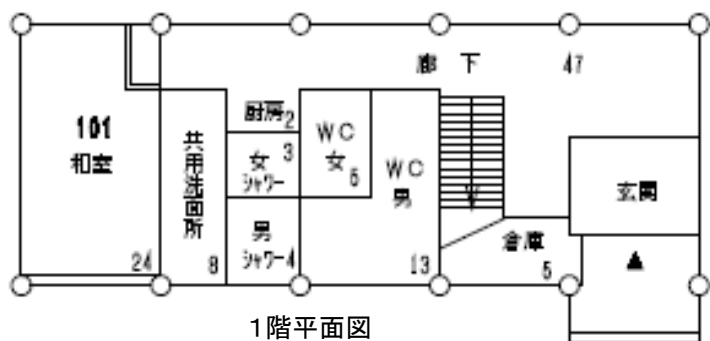 廊下 47
101
和室
24
共用洗面所
8
厨房 2
女
シャワー
3
男
シャワー 4
WC
女
6
WC
男
13
倉庫
5
玄関
▲
1階平面図